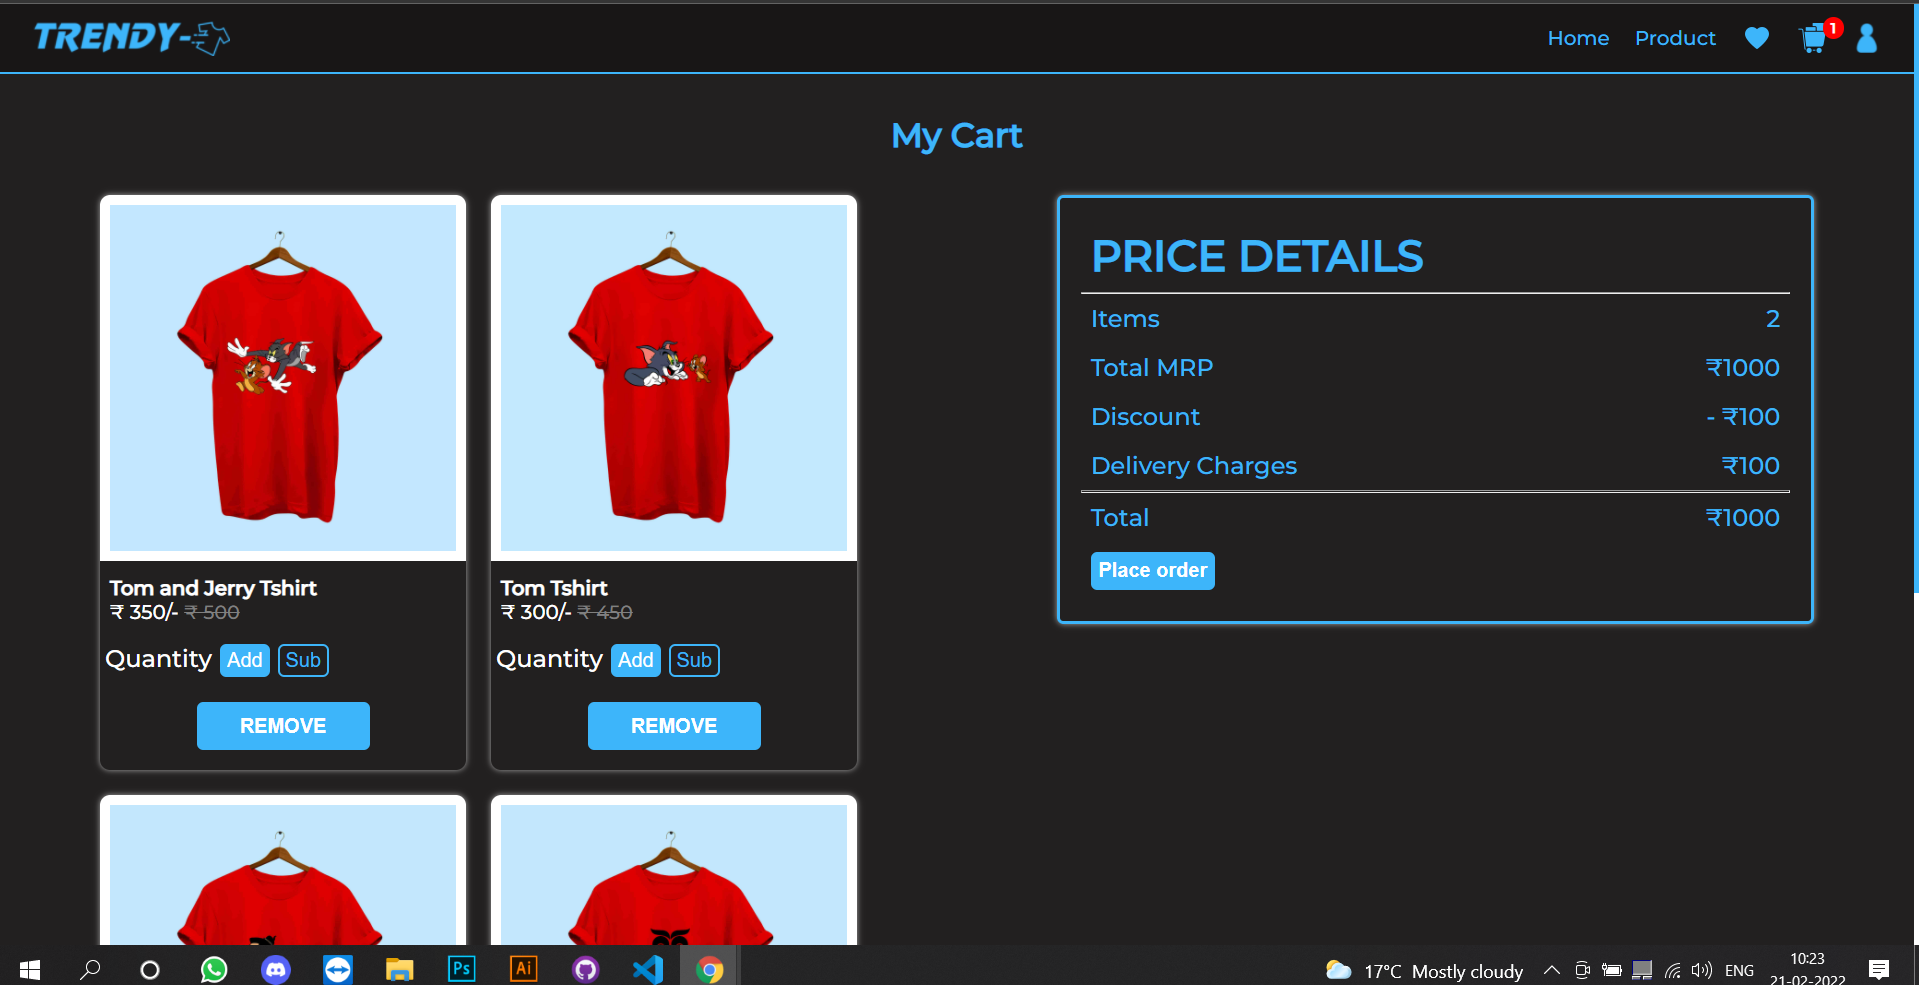 TRENDY-
Home Product 1
My Cart
Tom and Jerry Tshirt
₹ 350/- ₹ 500
Quantity Add Sub
REMOVE
Tom Tshirt
₹ 300/- ₹ 450
Quantity Add Sub
REMOVE
PRICE DETAILS
Items 2
Total MRP ₹1000
Discount - ₹100
Delivery Charges ₹100
Total ₹1000
Place order
Ps Ai
17°C Mostly cloudy
ENG
10:23
21-02-2022